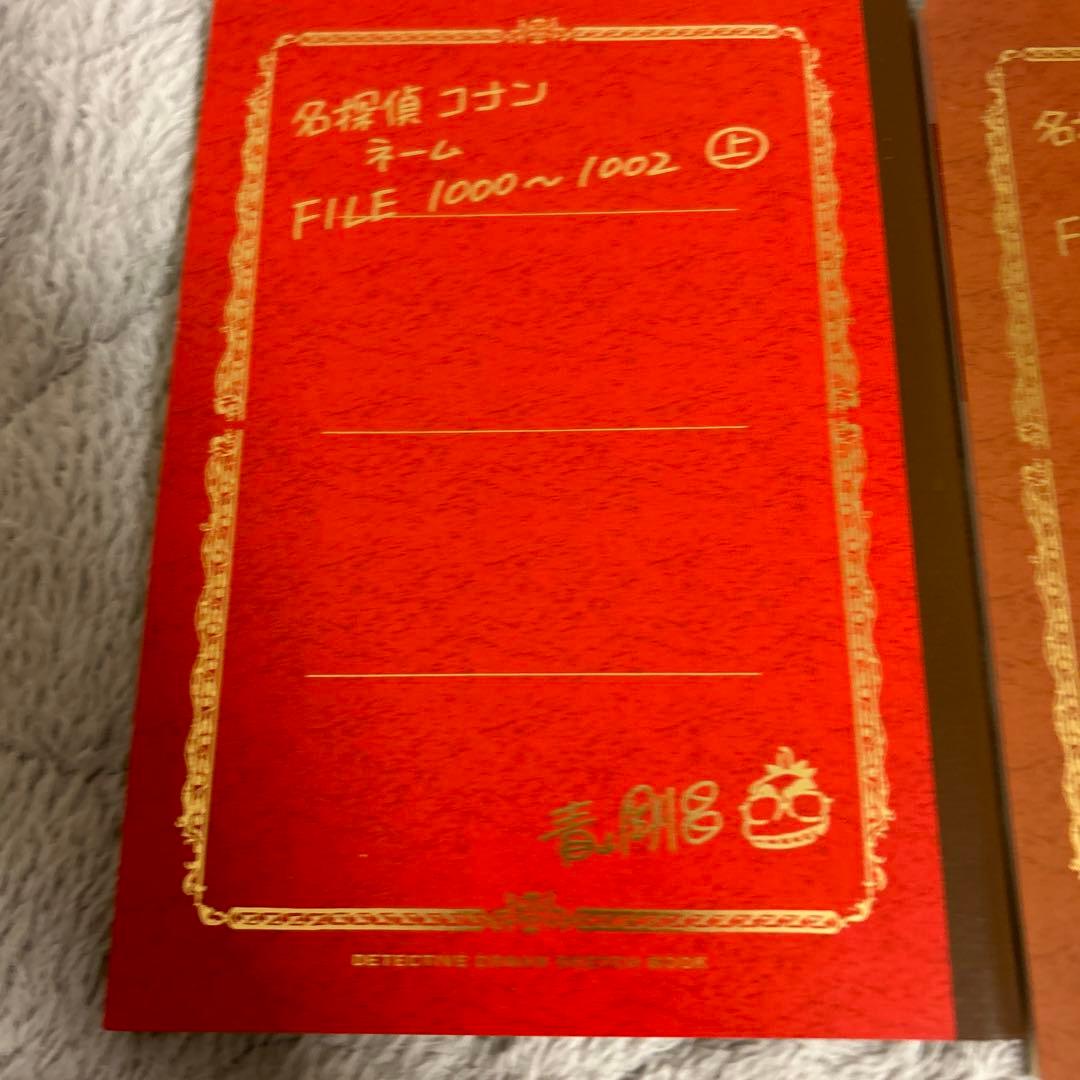 名探偵コナン
ネーム
FILE 1000～1002 上
青山剛昌
DETECTIVE CONAN SKETCH BOOK
名
F